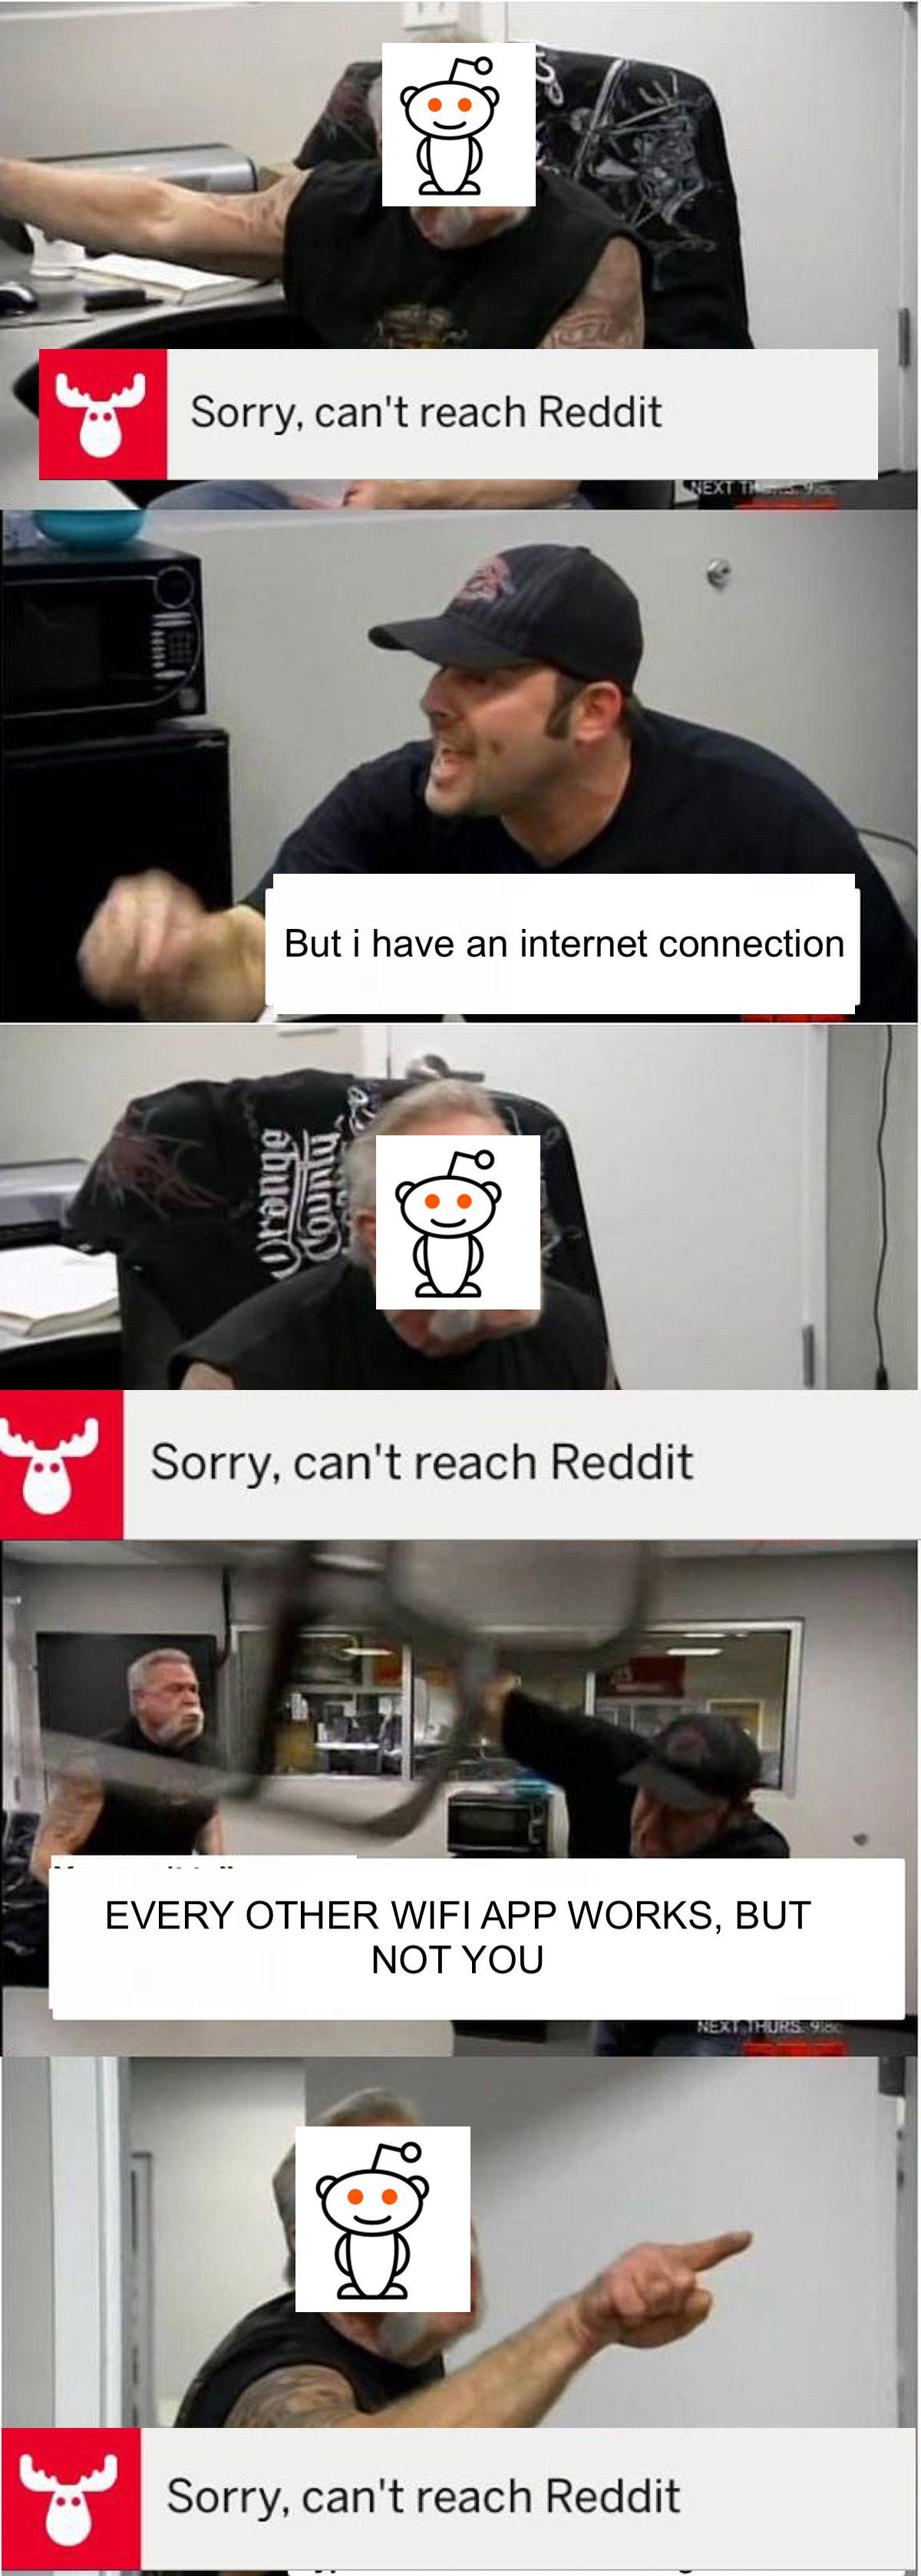 Sorry, can't reach Reddit
NEXT TH
But i have an internet connection
Orange
County
Sorry, can't reach Reddit
EVERY OTHER WIFI APP WORKS, BUT
NOT YOU
NEXT THURS. 9/8c
Sorry, can't reach Reddit